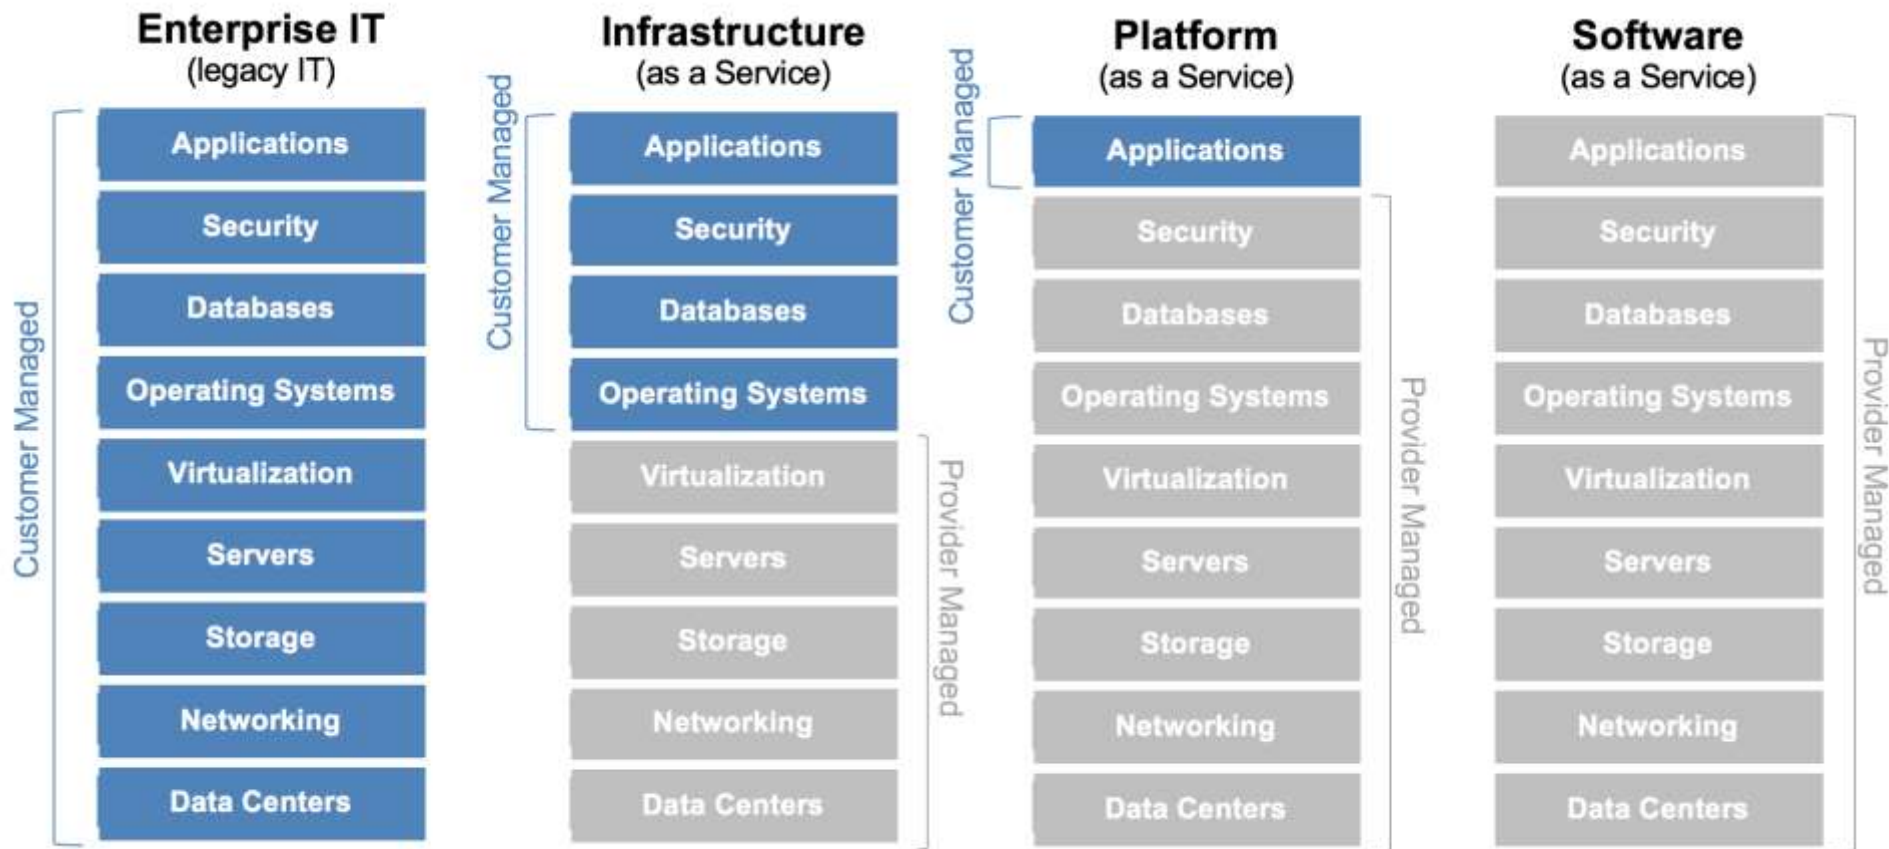 Enterprise IT
(legacy IT)
Customer Managed
Applications
Security
Databases
Operating Systems
Virtualization
Servers
Storage
Networking
Data Centers
Infrastructure
(as a Service)
Customer Managed
Applications
Security
Databases
Operating Systems
Virtualization
Servers
Storage
Networking
Data Centers
Provider Managed
Platform
(as a Service)
Customer Managed
Applications
Security
Databases
Operating Systems
Virtualization
Servers
Storage
Networking
Data Centers
Provider Managed
Software
(as a Service)
Applications
Security
Databases
Operating Systems
Virtualization
Servers
Storage
Networking
Data Centers
Provider Managed